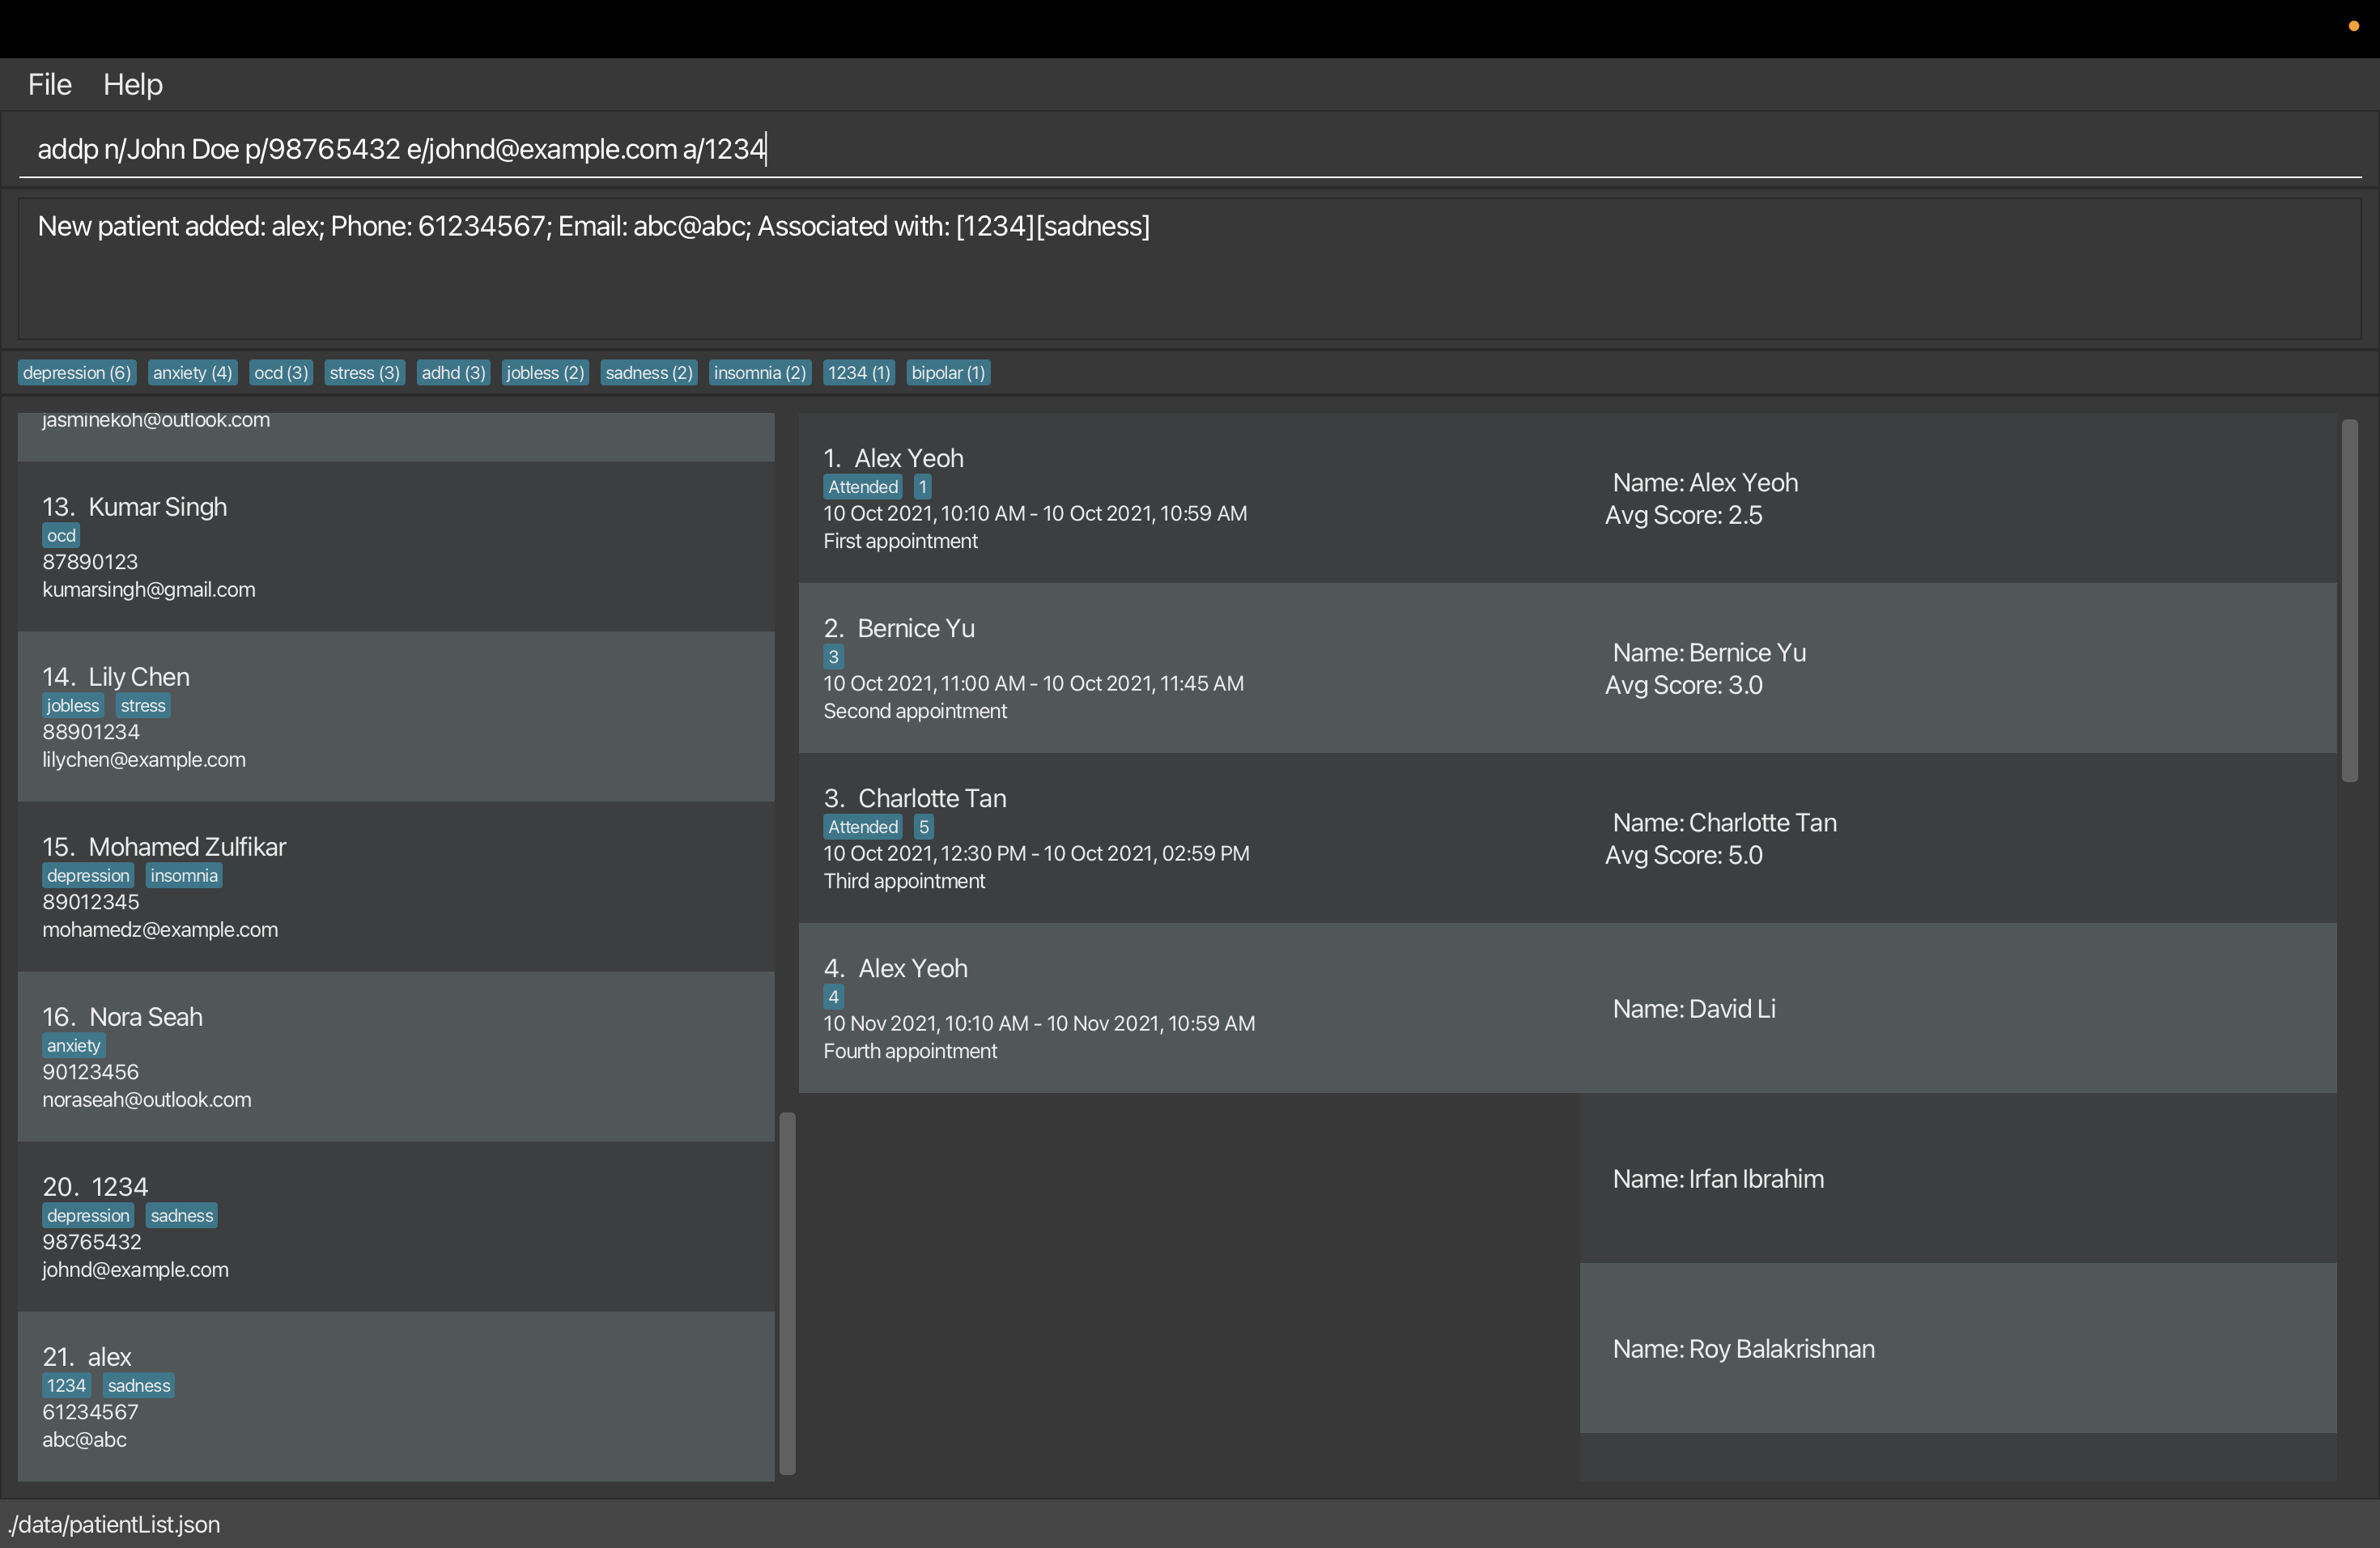 File Help
addp n/John Doe p/98765432 e/johnd@example.com a/1234
New patient added: alex; Phone: 61234567; Email: abc@abc; Associated with: [1234][sadness]
depression (6) anxiety (4) ocd (3) stress (3) adhd (3) jobless (2) sadness (2) insomnia (2) 1234 (1) bipolar (1)
jasminekoh@outlook.com
13. Kumar Singh
ocd
87890123
kumarsingh@gmail.com
14. Lily Chen
jobless stress
88901234
lilychen@example.com
15. Mohamed Zulfikar
depression insomnia
89012345
mohamedz@example.com
16. Nora Seah
anxiety
90123456
noraseah@outlook.com
20. 1234
depression sadness
98765432
johnd@example.com
21. alex
1234 sadness
61234567
abc@abc
1. Alex Yeoh
Attended 1
10 Oct 2021, 10:10 AM - 10 Oct 2021, 10:59 AM
First appointment
2. Bernice Yu
3
10 Oct 2021, 11:00 AM - 10 Oct 2021, 11:45 AM
Second appointment
3. Charlotte Tan
Attended 5
10 Oct 2021, 12:30 PM - 10 Oct 2021, 02:59 PM
Third appointment
4. Alex Yeoh
4
10 Nov 2021, 10:10 AM - 10 Nov 2021, 10:59 AM
Fourth appointment
Name: Alex Yeoh
Avg Score: 2.5
Name: Bernice Yu
Avg Score: 3.0
Name: Charlotte Tan
Avg Score: 5.0
Name: David Li
Name: Irfan Ibrahim
Name: Roy Balakrishnan
./data/patientList.json